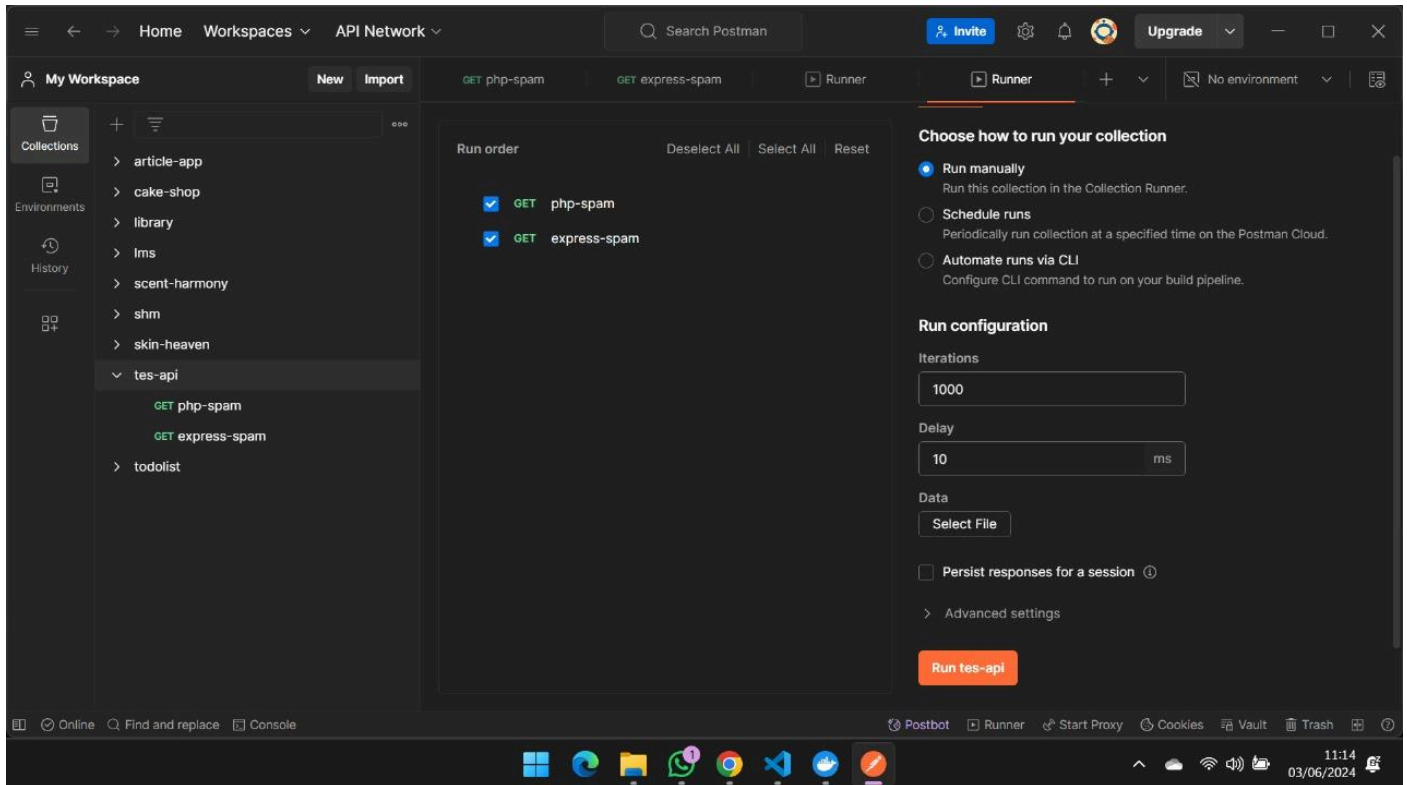 Home Workspaces API Network Search Postman Invite Upgrade
My Workspace New Import GET php-spam GET express-spam Runner Runner No environment
Collections
Environments
History
article-app
cake-shop
library
lms
scent-harmony
shm
skin-heaven
tes-api
GET php-spam
GET express-spam
todolist
Run order Deselect All Select All Reset
GET php-spam
GET express-spam
Choose how to run your collection
Run manually
Run this collection in the Collection Runner.
Schedule runs
Periodically run collection at a specified time on the Postman Cloud.
Automate runs via CLI
Configure CLI command to run on your build pipeline.
Run configuration
Iterations
1000
Delay
10 ms
Data
Select File
Persist responses for a session
Advanced settings
Run tes-api
Online Find and replace Console Postbot Runner Start Proxy Cookies Vault Trash
1
11:14
03/06/2024